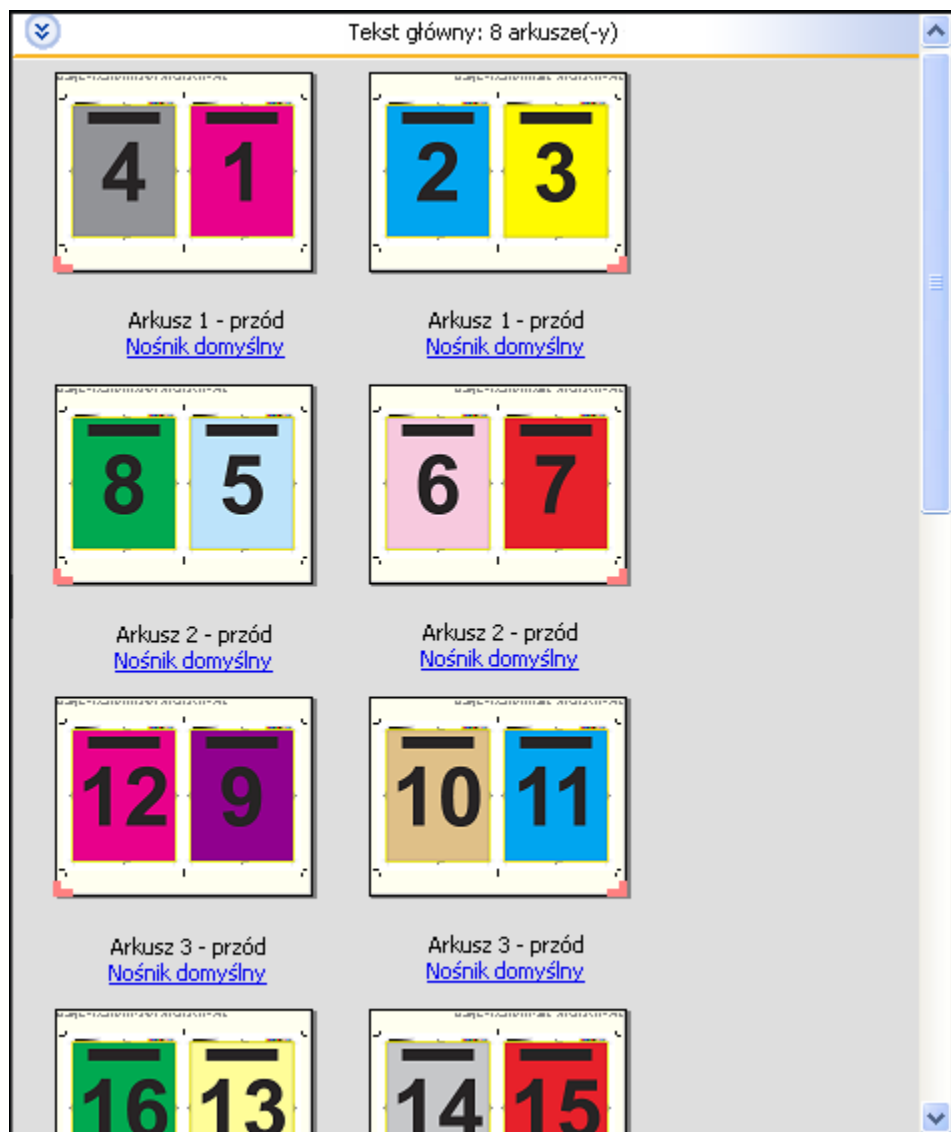 Tekst główny: 8 arkusze(-y)
4 1 2 3
Arkusz 1 - przód Arkusz 1 - przód
Nośnik domyślny Nośnik domyślny
8 5 6 7
Arkusz 2 - przód Arkusz 2 - przód
Nośnik domyślny Nośnik domyślny
12 9 10 11
Arkusz 3 - przód Arkusz 3 - przód
Nośnik domyślny Nośnik domyślny
16 13 14 15